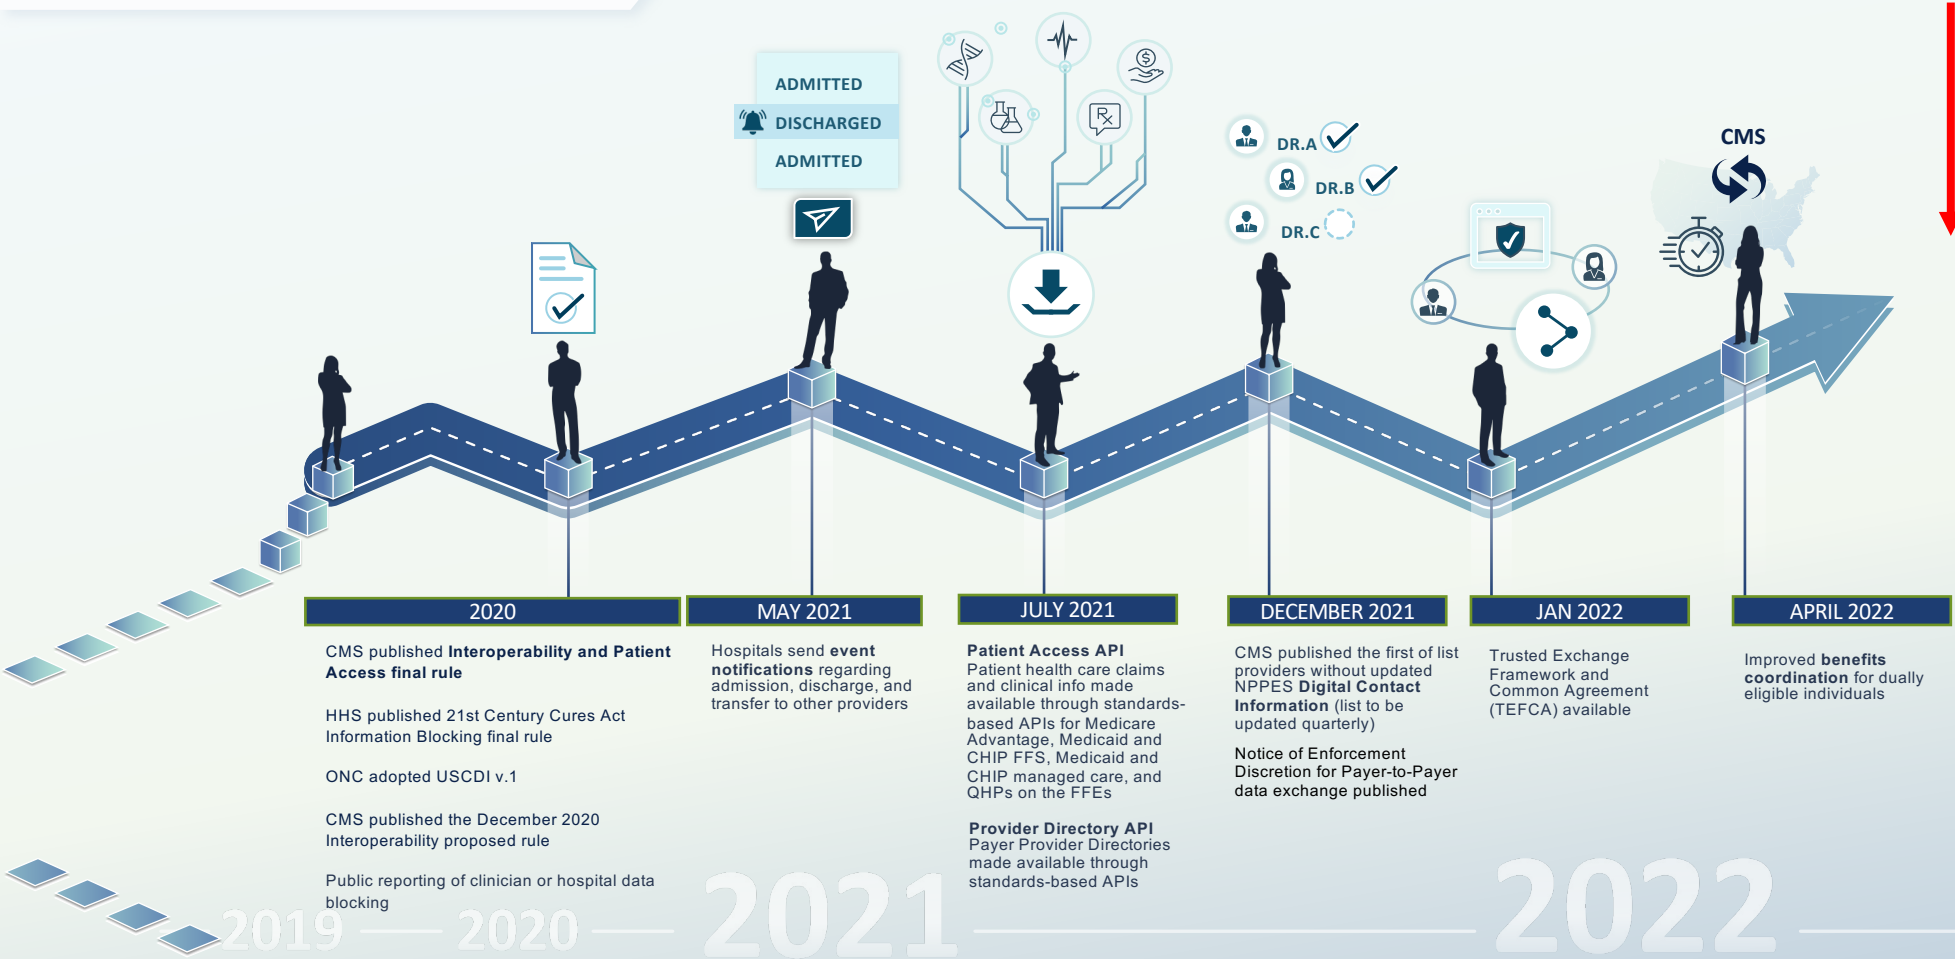 ADMITTED
DISCHARGED
ADMITTED
$
Rx
DR.A
DR.B
DR.C
CMS
2020
CMS published Interoperability and Patient
Access final rule
HHS published 21st Century Cures Act
Information Blocking final rule
ONC adopted USCDI v.1
CMS published the December 2020
Interoperability proposed rule
Public reporting of clinician or hospital data
blocking
MAY 2021
Hospitals send event
notifications regarding
admission, discharge, and
transfer to other providers
JULY 2021
Patient Access API
Patient health care claims
and clinical info made
available through standards-
based APIs for Medicare
Advantage, Medicaid and
CHIP FFS, Medicaid and
CHIP managed care, and
QHPs on the FFEs
Provider Directory API
Payer Provider Directories
made available through
standards-based APIs
DECEMBER 2021
CMS published the first of list
providers without updated
NPPES Digital Contact
Information (list to be
updated quarterly)
Notice of Enforcement
Discretion for Payer-to-Payer
data exchange published
JAN 2022
Trusted Exchange
Framework and
Common Agreement
(TEFCA) available
APRIL 2022
Improved benefits
coordination for dually
eligible individuals
2019
2020
2021
2022